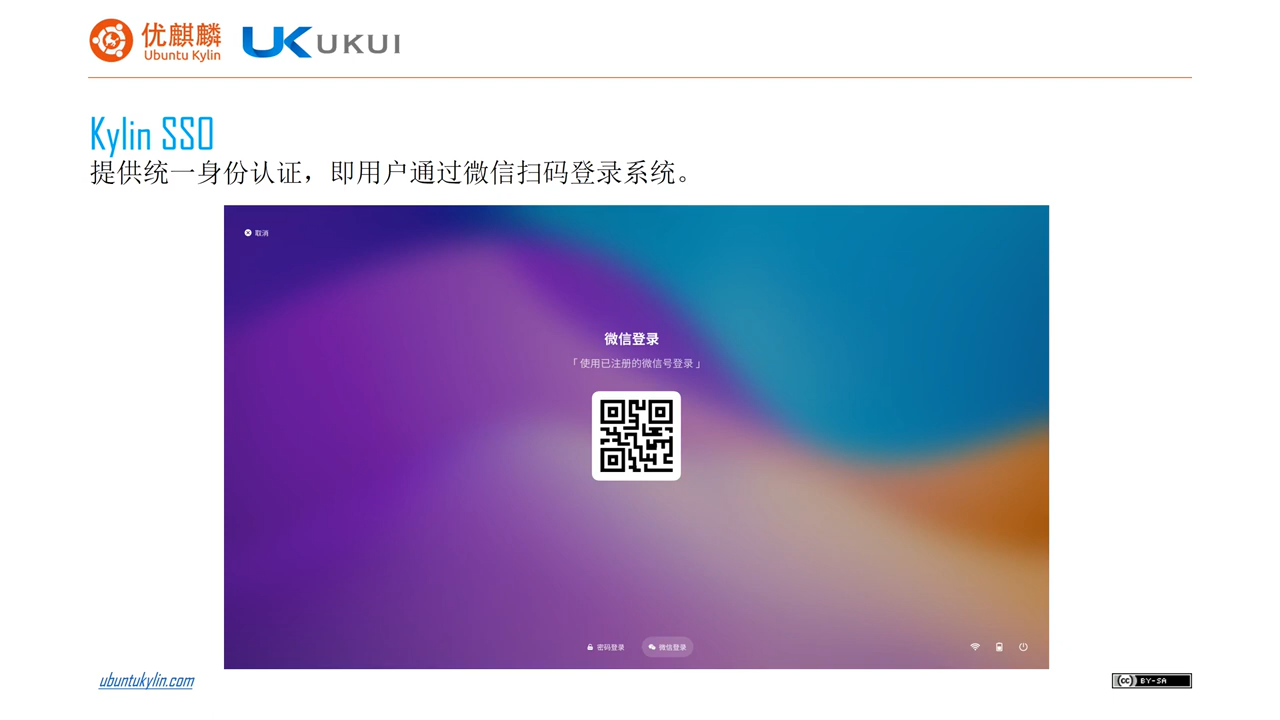 优麒麟
Ubuntu Kylin
UK UKUI
Kylin SSO
提供统一身份认证，即用户通过微信扫码登录系统。
取消
微信登录
「 使用已注册的微信号登录 」
密码登录 微信登录
ubuntukylin.com
cc BY-SA